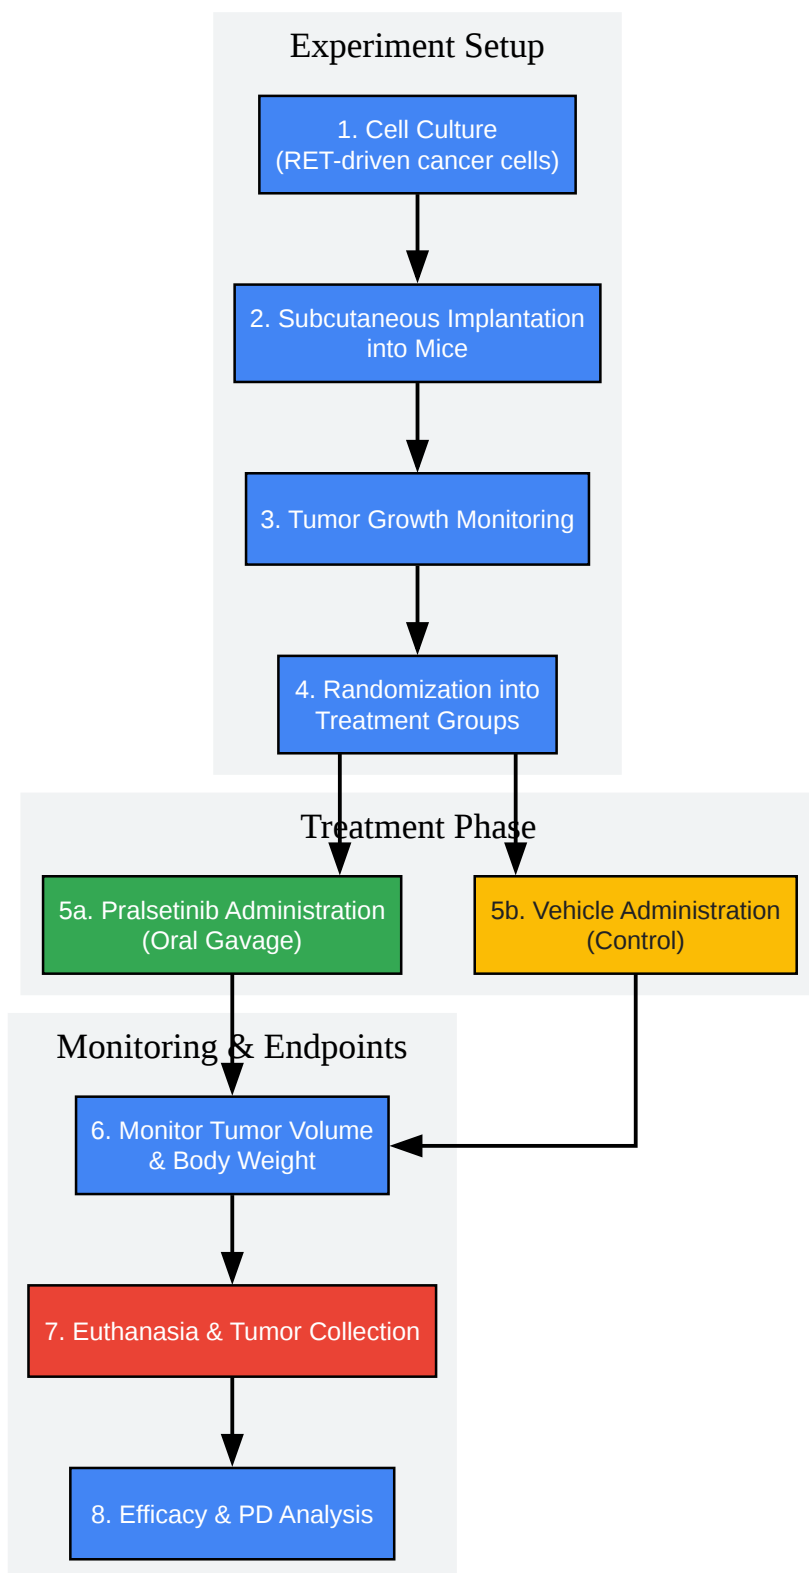 Experiment Setup
1. Cell Culture
(RET-driven cancer cells)
2. Subcutaneous Implantation
into Mice
3. Tumor Growth Monitoring
4. Randomization into
Treatment Groups
Treatment Phase
5a. Pralsetinib Administration
(Oral Gavage)
5b. Vehicle Administration
(Control)
Monitoring & Endpoints
6. Monitor Tumor Volume
& Body Weight
7. Euthanasia & Tumor Collection
8. Efficacy & PD Analysis